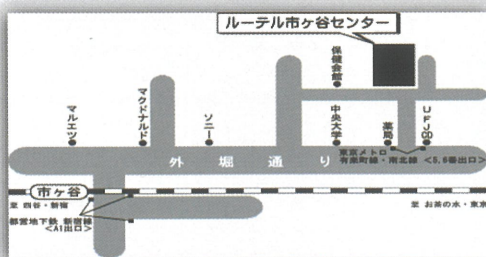 ルーテル市ヶ谷センター
保健会館
マルエツ
マクドナルド
ソニー
中央大学
薬局
UFJCD
外堀通り
東京メトロ
有楽町線・南北線 <5,6番出口>
市ヶ谷
至 四谷・新宿
至 お茶の水・東京
都営地下鉄 新宿線
<A1出口>